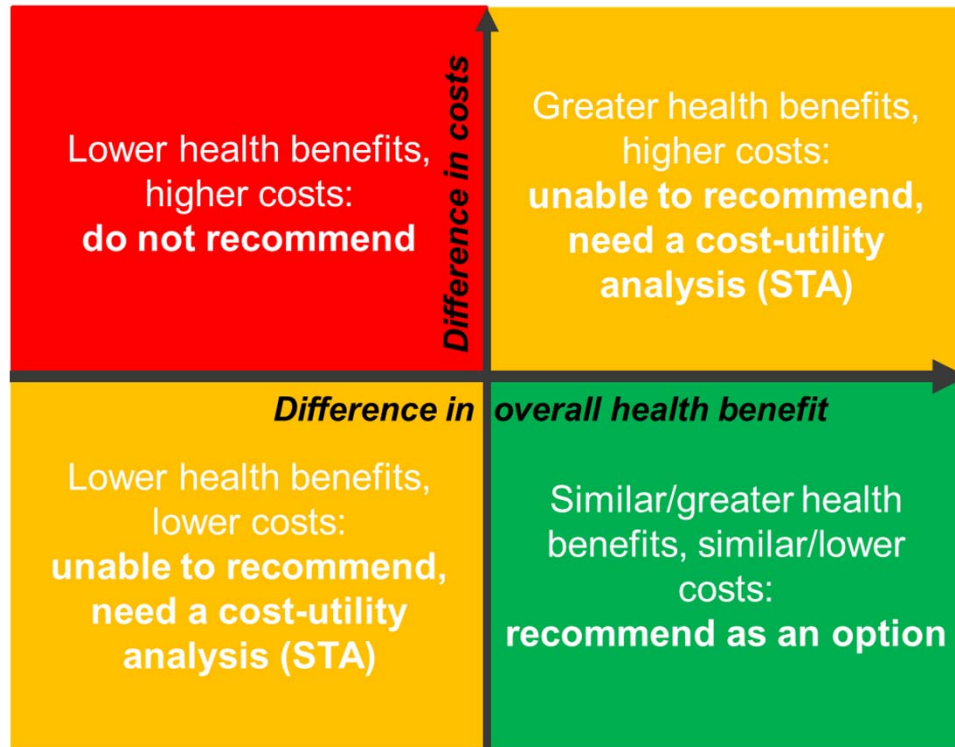 Lower health benefits,
higher costs:
do not recommend
Difference in costs
Greater health benefits,
higher costs:
unable to recommend,
need a cost-utility
analysis (STA)
Difference in overall health benefit
Lower health benefits,
lower costs:
unable to recommend,
need a cost-utility
analysis (STA)
Similar/greater health
benefits, similar/lower
costs:
recommend as an option